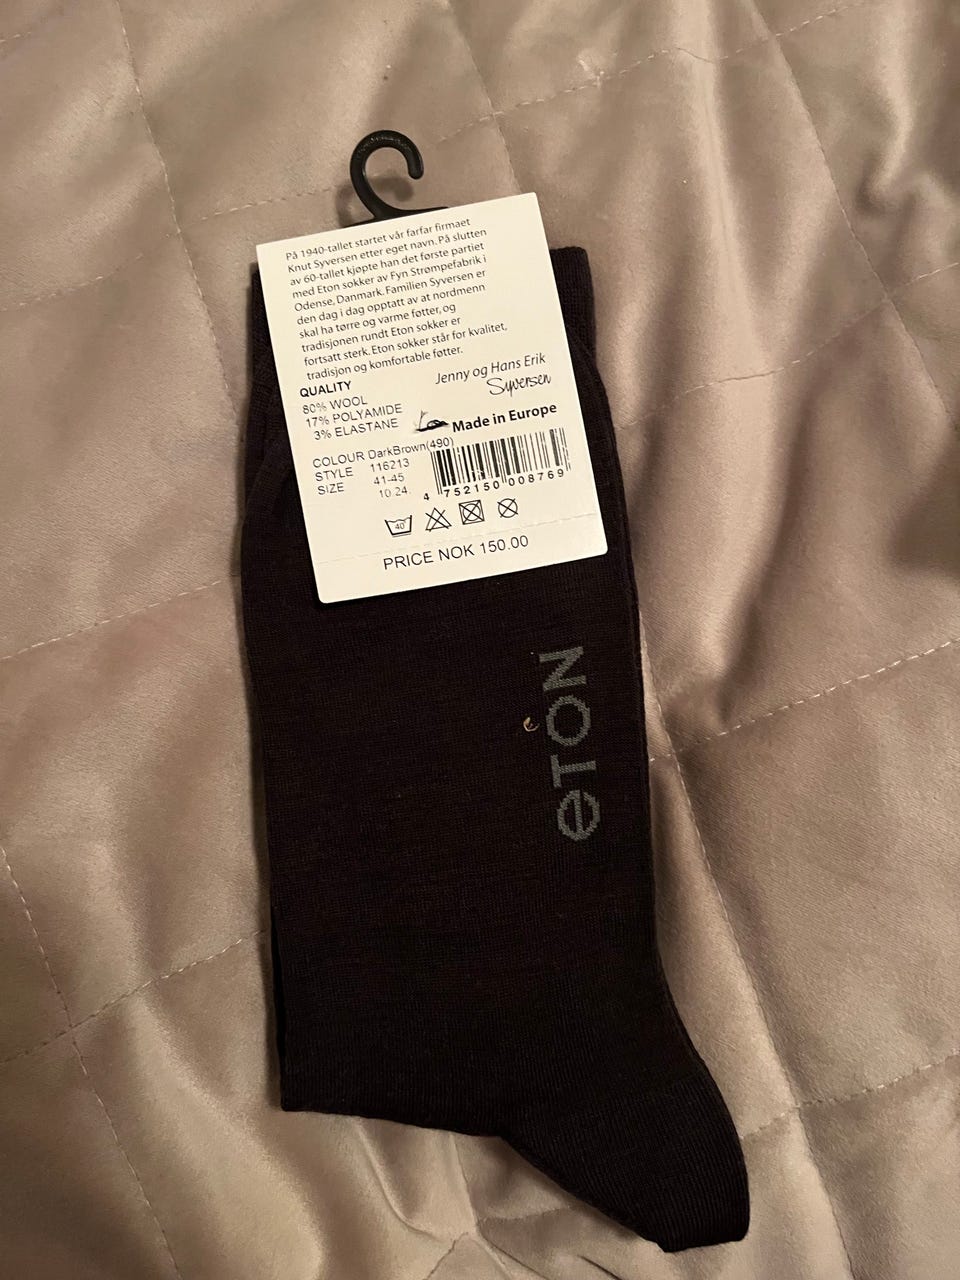 På 1940-tallet startet vår farfar firmaet
Knut Syversen etter eget navn. På slutten
av 60-tallet kjøpte han det første partiet
med Eton sokker av Fyn Strømpefabrik i
Odense, Danmark. Familien Syversen er
den dag i dag opptatt av at nordmenn
skal ha tørre og varme føtter, og
tradisjonen rundt Eton sokker er
fortsatt sterk. Eton sokker står for kvalitet,
tradisjon og komfortable føtter.
Jenny og Hans Erik
Syversen
QUALITY
80% WOOL
17% POLYAMIDE
3% ELASTANE
Made in Europe
COLOUR DarkBrown(490)
STYLE 116213
SIZE 41-45
10.24.
4 752150 008769
40°
PRICE NOK 150.00
eTON